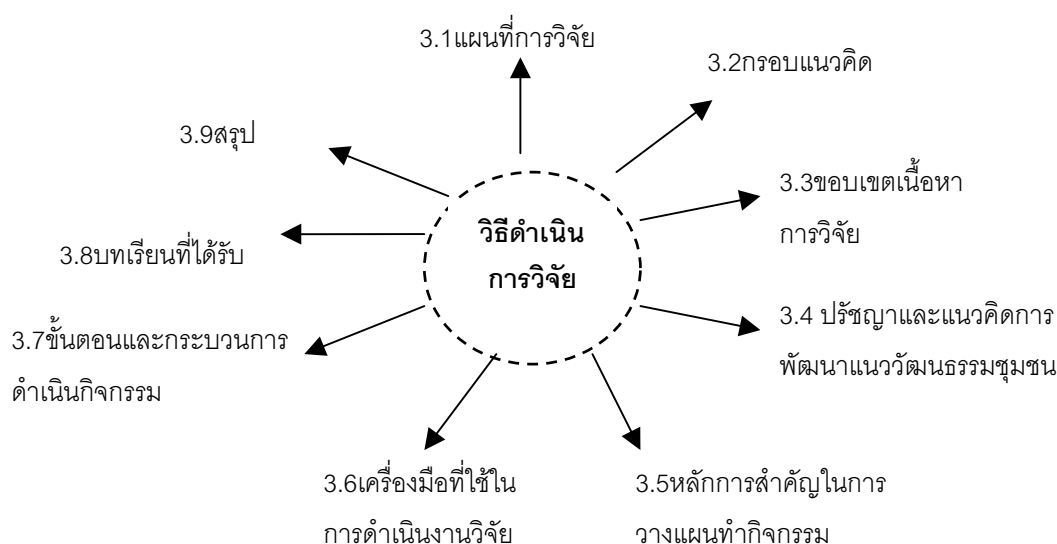 3.1แผนที่การวิจัย
3.2กรอบแนวคิด
3.3ขอบเขตเนื้อหา
การวิจัย
3.4 ปรัชญาและแนวคิดการ
พัฒนาแนววัฒนธรรมชุมชน
3.5หลักการสำคัญในการ
วางแผนทำกิจกรรม
3.6เครื่องมือที่ใช้ใน
การดำเนินงานวิจัย
3.7ขั้นตอนและกระบวนการ
ดำเนินกิจกรรม
3.8บทเรียนที่ได้รับ
3.9สรุป
วิธีดำเนิน
การวิจัย